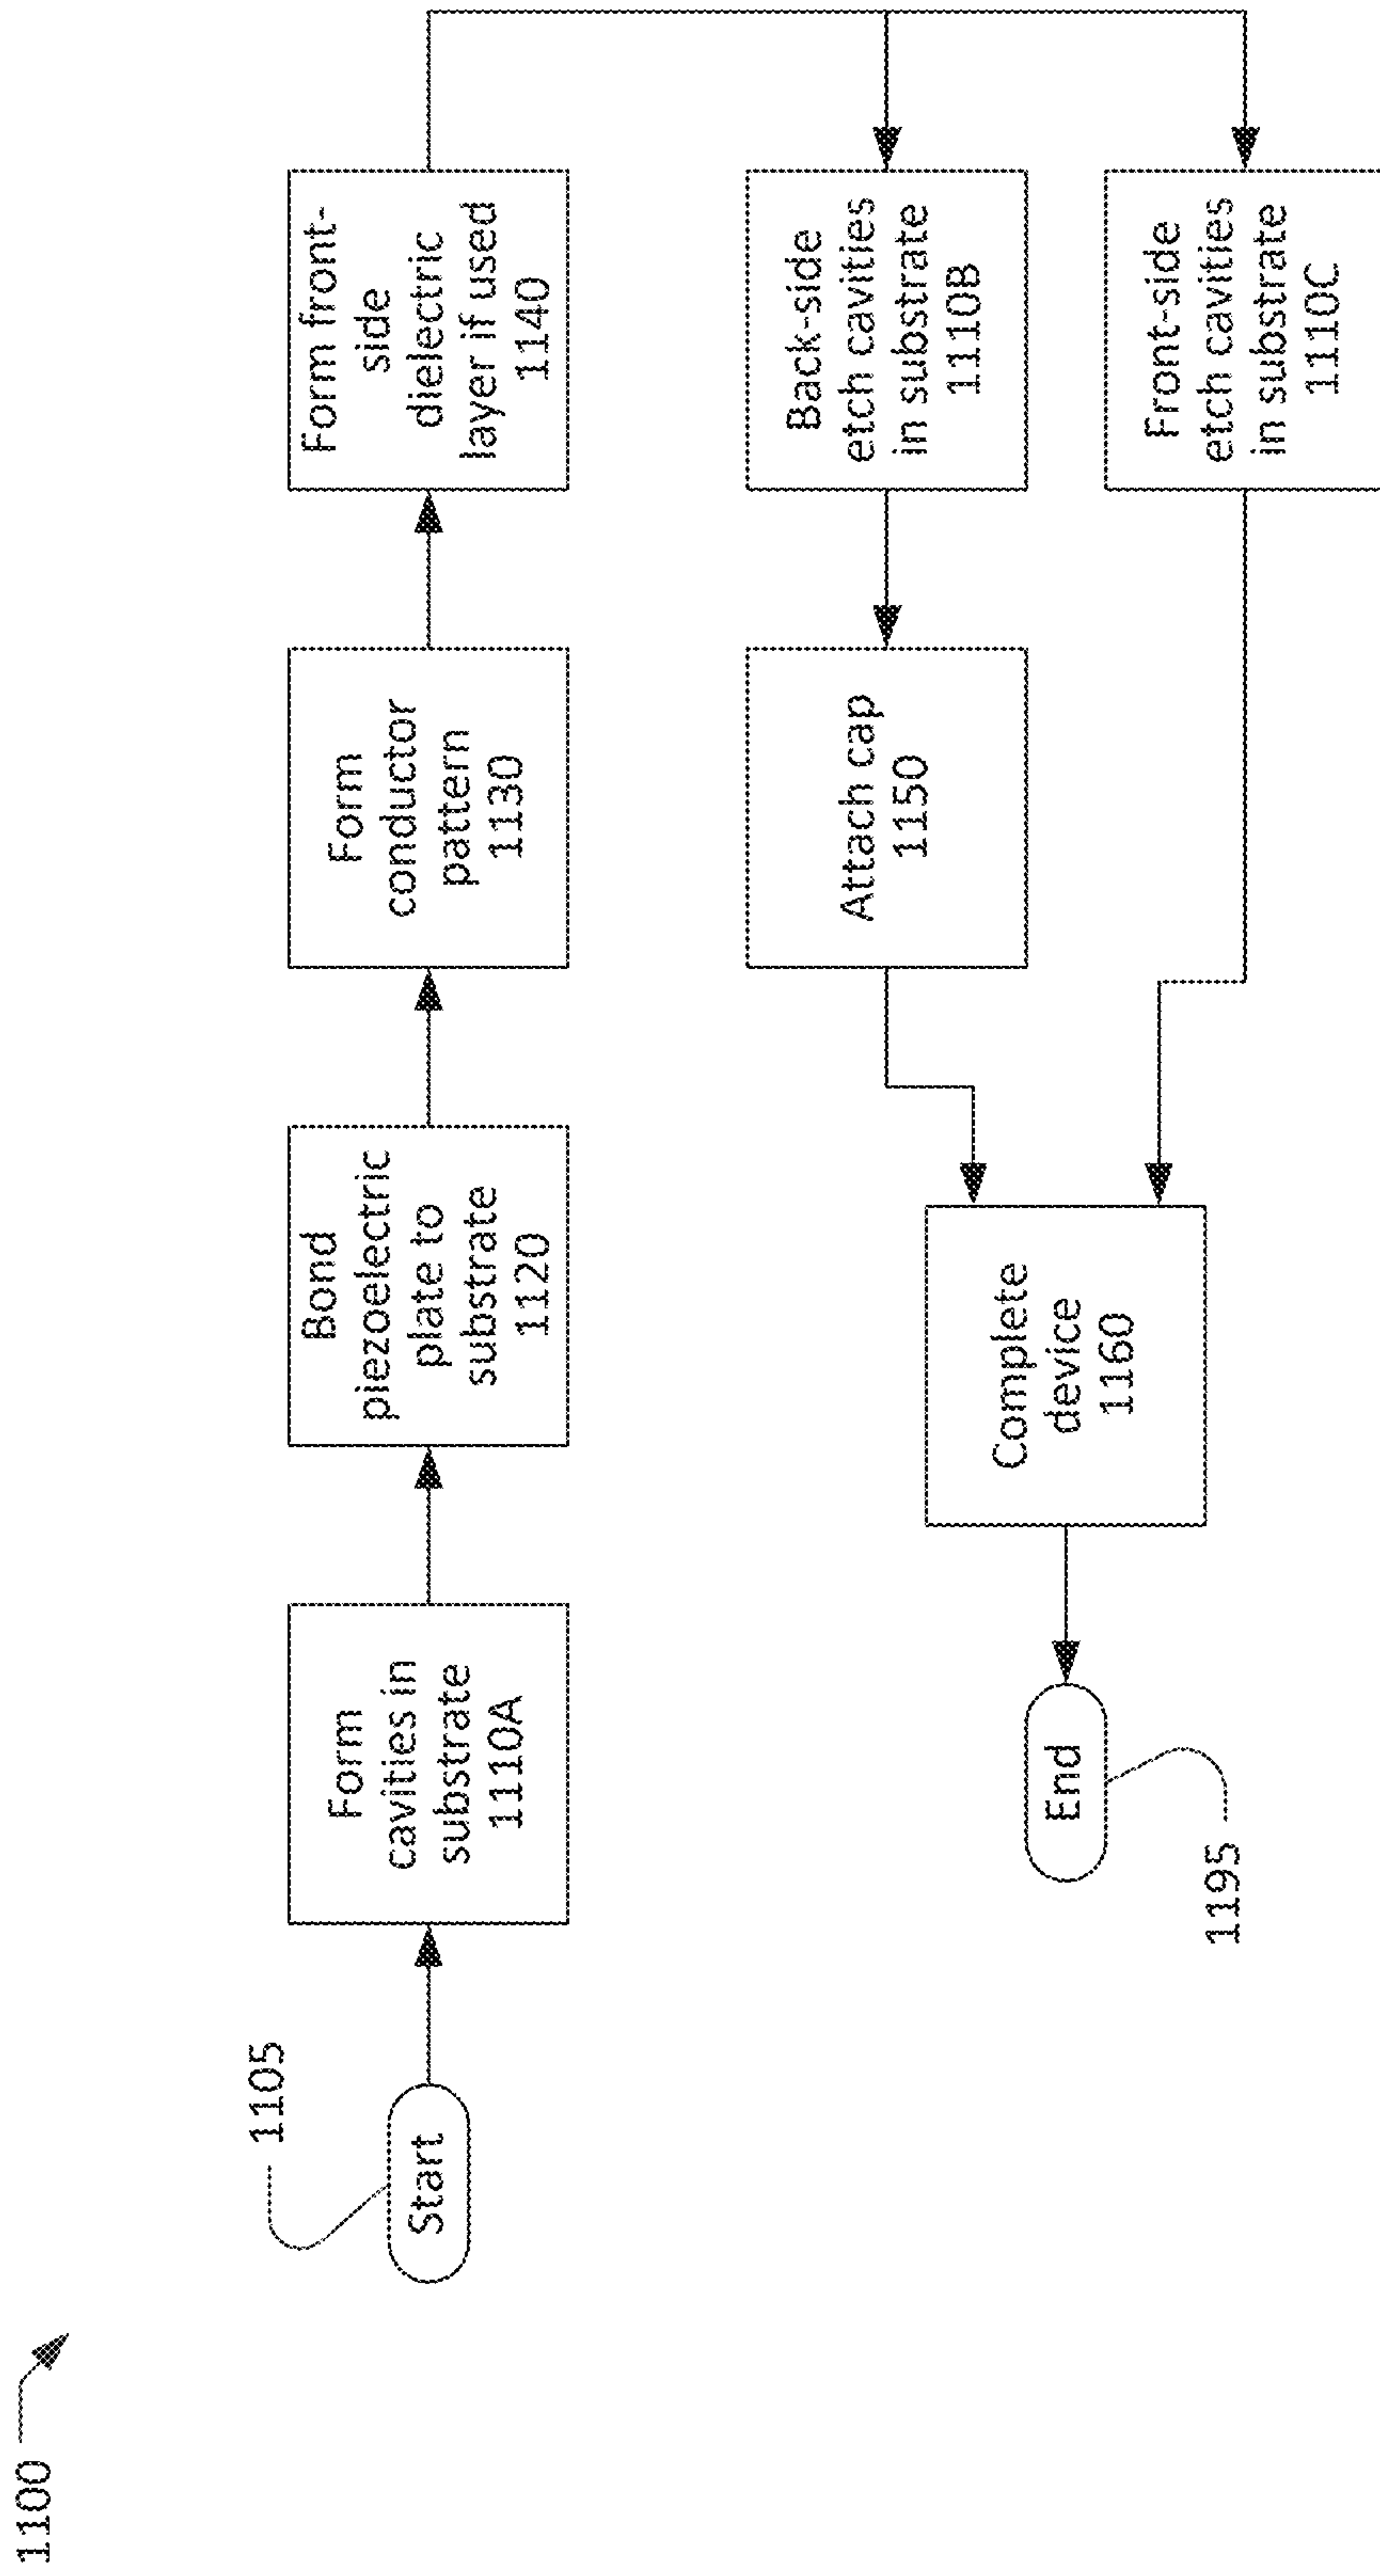 1100
1105
Start
Form
cavities in
substrate
1110A
Bond
piezoelectric
plate to
substrate
1120
Form
conductor
pattern
1130
Form front-
side
dielectric
layer if used
1140
Back-side
etch cavities
in substrate
1110B
Front-side
etch cavities
in substrate
1110C
Attach cap
1150
Complete
device
1160
End
1195